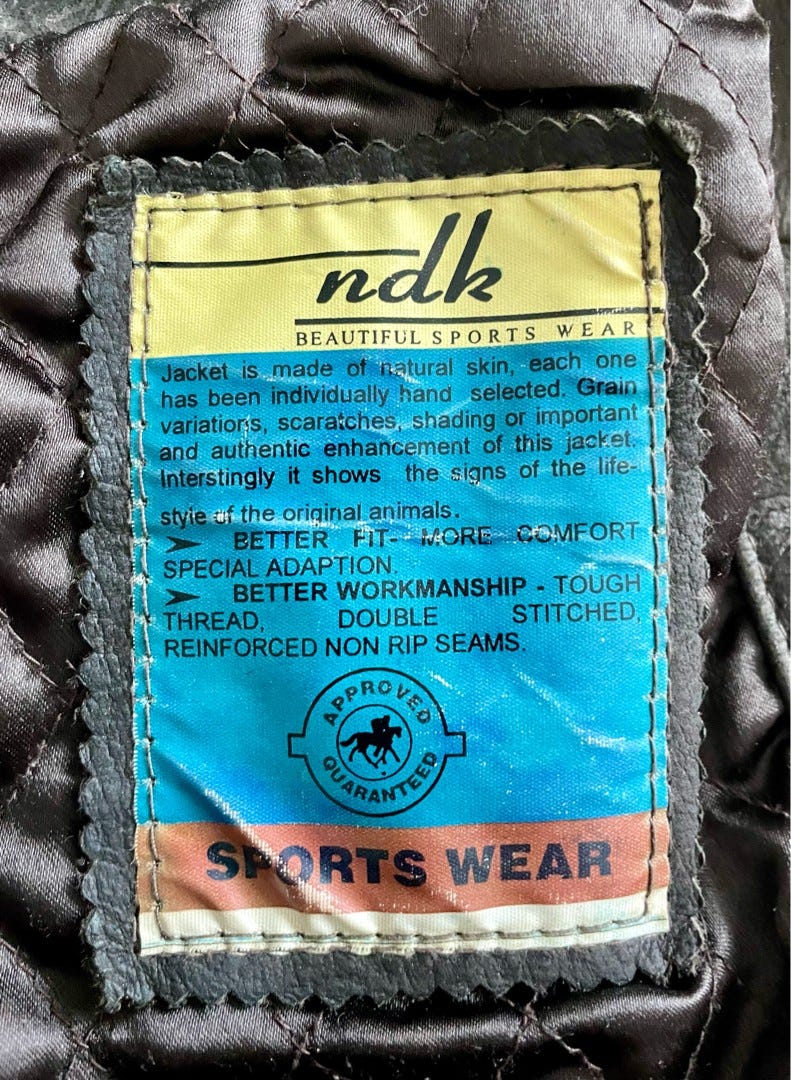 ndk
BEAUTIFUL SPORTS WEAR
Jacket is made of natural skin, each one
has been individually hand selected. Grain
variations, scaratches, shading or important
and authentic enhancement of this jacket.
Interstingly it shows the signs of the life-
style of the original animals.
➤ BETTER FIT- MORE COMFORT
SPECIAL ADAPTION.
➤ BETTER WORKMANSHIP - TOUGH
THREAD, DOUBLE STITCHED,
REINFORCED NON RIP SEAMS.
APPROVED
GUARANTEED
SPORTS WEAR